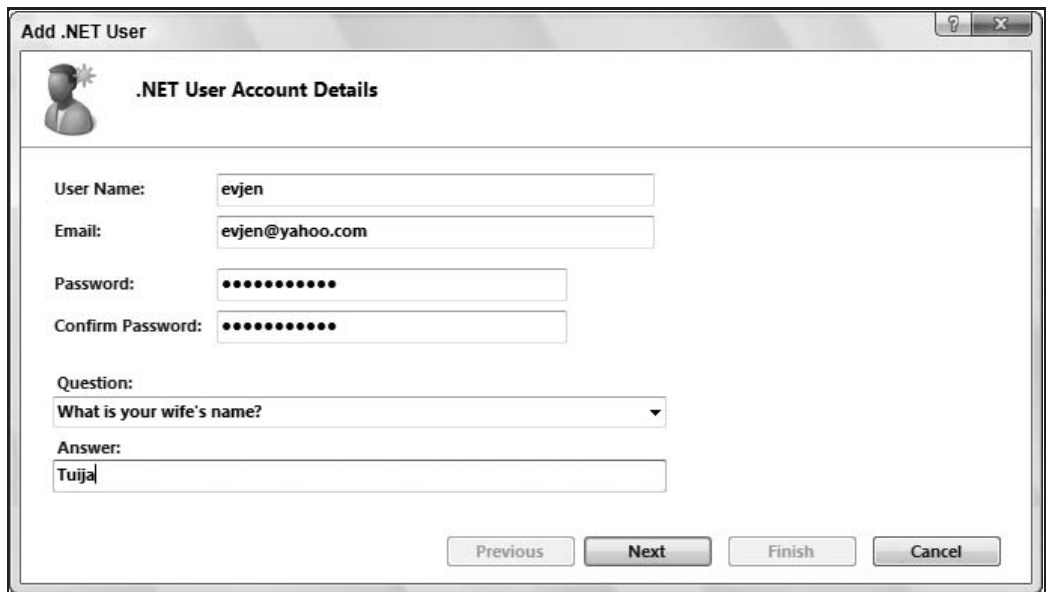 Add .NET User
.NET User Account Details
User Name: evjen
Email: evjen@yahoo.com
Password: •••••••••••
Confirm Password: •••••••••••
Question:
What is your wife's name?
Answer:
Tuija
Previous Next Finish Cancel